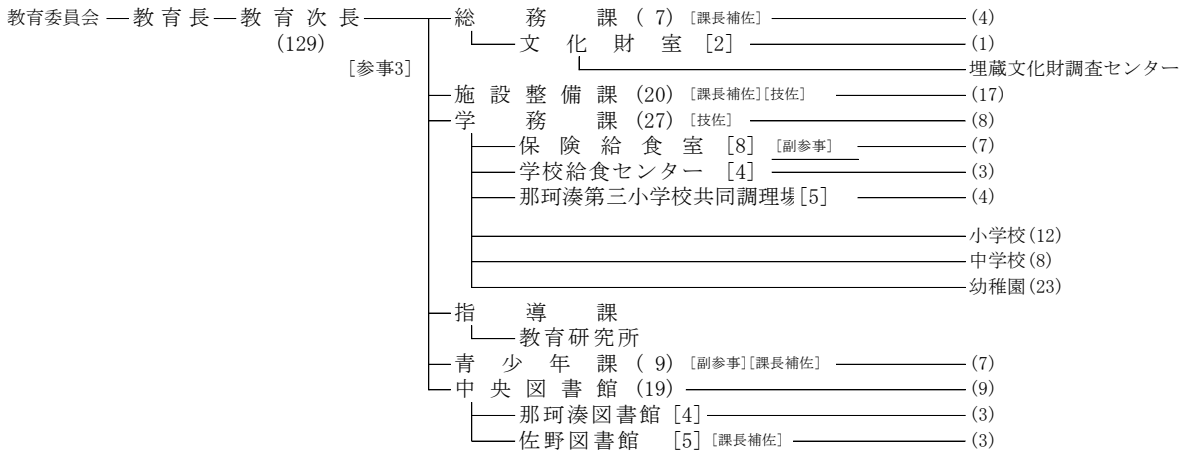 教育委員会 教育長 教育次長 総務課 ( 7) [課長補佐] (4)
(129) 文化財室 [2] (1)
[参事3] 埋蔵文化財調査センター
施設整備課 (20) [課長補佐][技佐] (17)
学務課 (27) [技佐] (8)
保険給食室 [8] [副参事] (7)
学校給食センター [4] (3)
那珂湊第三小学校共同調理場[5] (4)
小学校(12)
中学校(8)
幼稚園(23)
指導課
教育研究所
青少年課 ( 9) [副参事][課長補佐] (7)
中央図書館 (19) (9)
那珂湊図書館 [4] (3)
佐野図書館 [5] [課長補佐] (3)